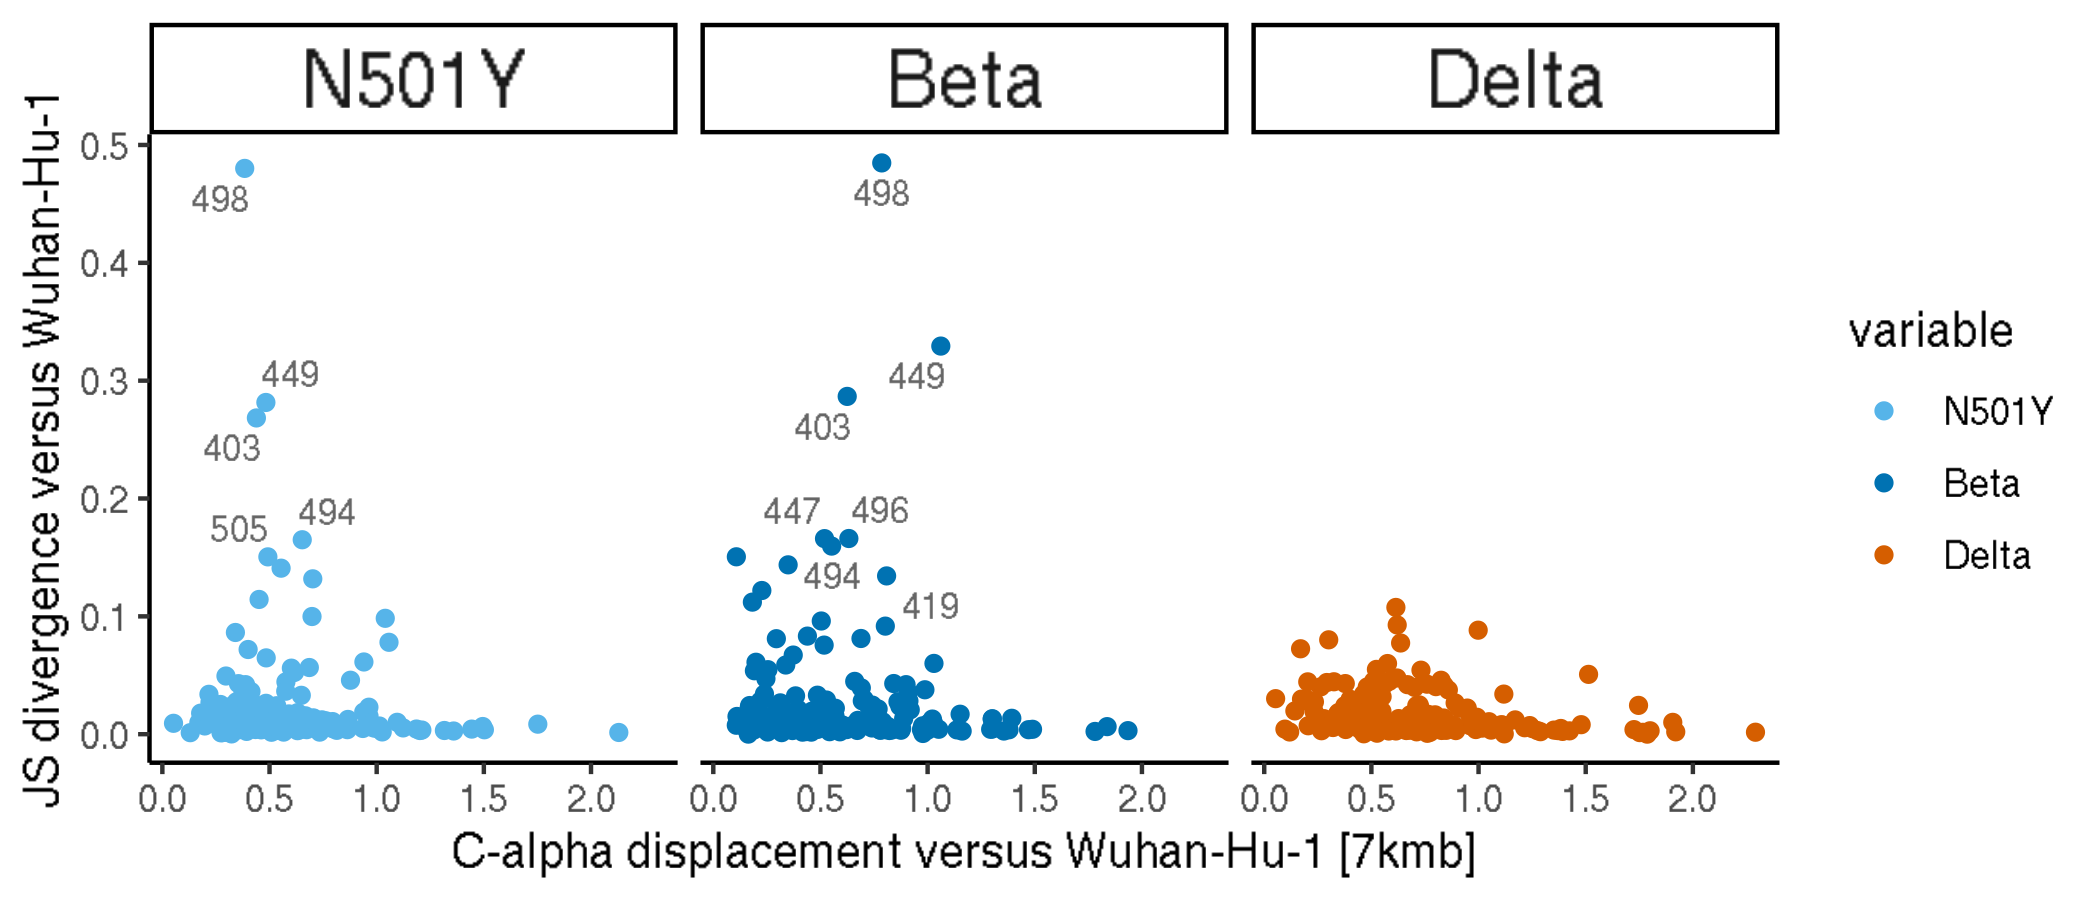 N501Y Beta Delta
JS divergence versus Wuhan-Hu-1
0.5
0.4
0.3
0.2
0.1
0.0
498
449
403
505
494
498
449
403
447
496
494
419
0.0 0.5 1.0 1.5 2.0 0.0 0.5 1.0 1.5 2.0 0.0 0.5 1.0 1.5 2.0
C-alpha displacement versus Wuhan-Hu-1 [7kmb]
variable
N501Y
Beta
Delta